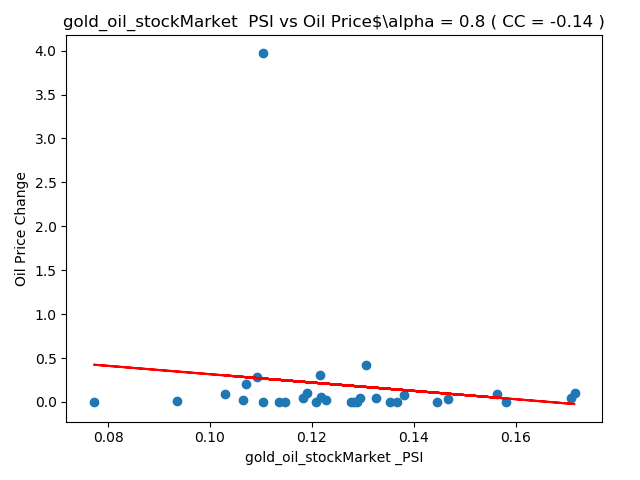 gold_oil_stockMarket  PSI vs Oil Price$\alpha = 0.8 ( CC = -0.14 )
4.0
3.5
3.0
2.5
2.0
1.5
1.0
0.5
0.0
Oil Price Change
0.08 0.10 0.12 0.14 0.16
gold_oil_stockMarket _PSI